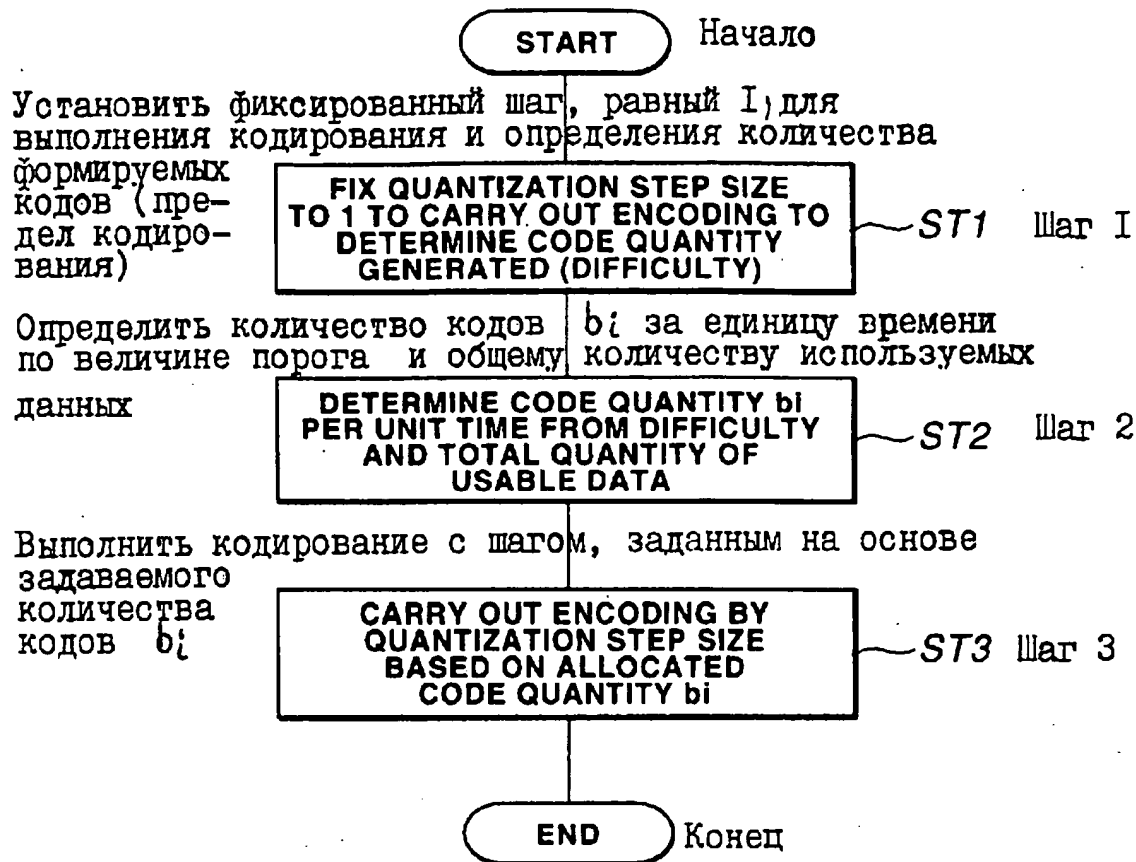 START
Начало
Установить фиксированный шаг, равный I, для
выполнения кодирования и определения количества
формируемых
кодов (пре-
дел кодиро-
вания)
FIX QUANTIZATION STEP SIZE
TO 1 TO CARRY OUT ENCODING TO
DETERMINE CODE QUANTITY
GENERATED (DIFFICULTY)
ST1 Шаг I
Определить количество кодов bi за единицу времени
по величине порога и общему количеству используемых
данных
DETERMINE CODE QUANTITY bi
PER UNIT TIME FROM DIFFICULTY
AND TOTAL QUANTITY OF
USABLE DATA
ST2 Шаг 2
Выполнить кодирование с шагом, заданным на основе
задаваемого
количества
кодов bi
CARRY OUT ENCODING BY
QUANTIZATION STEP SIZE
BASED ON ALLOCATED
CODE QUANTITY bi
ST3 Шаг 3
END
Конец